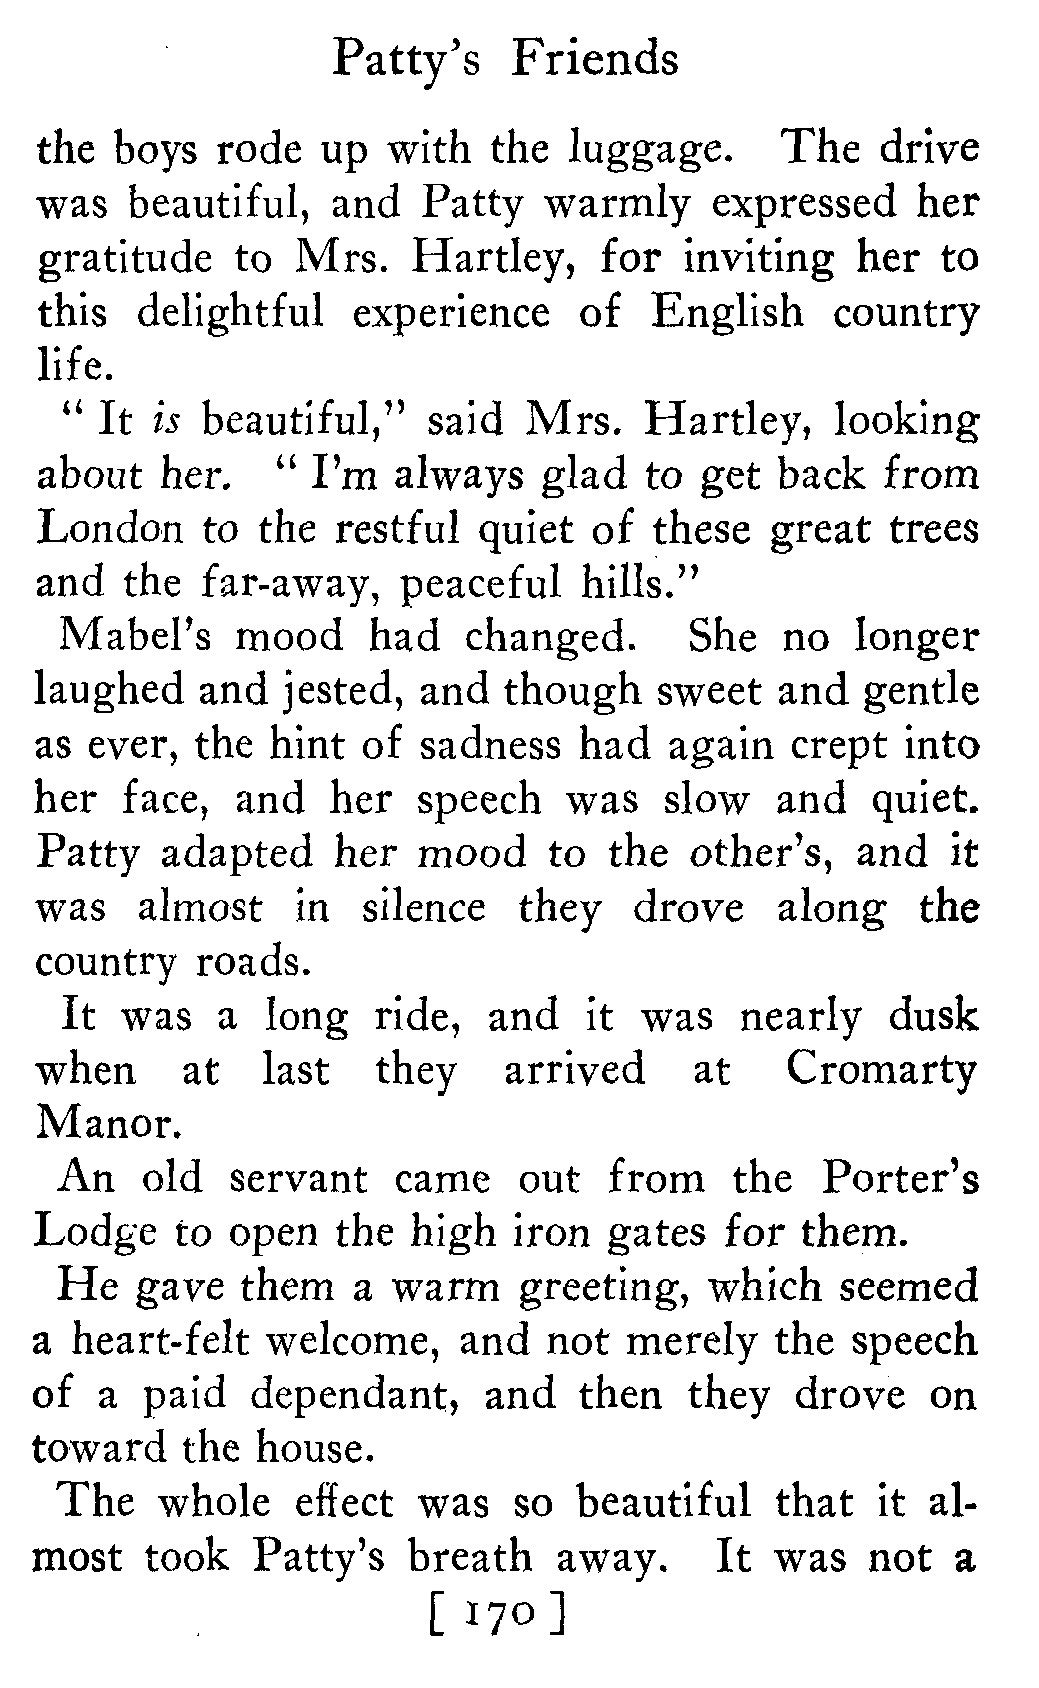 Patty's Friends
the boys rode up with the luggage. The drive
was beautiful, and Patty warmly expressed her
gratitude to Mrs. Hartley, for inviting her to
this delightful experience of English country
life.
" It is beautiful," said Mrs. Hartley, looking
about her. " I'm always glad to get back from
London to the restful quiet of these great trees
and the far-away, peaceful hills."
Mabel's mood had changed. She no longer
laughed and jested, and though sweet and gentle
as ever, the hint of sadness had again crept into
her face, and her speech was slow and quiet.
Patty adapted her mood to the other's, and it
was almost in silence they drove along the
country roads.
It was a long ride, and it was nearly dusk
when at last they arrived at Cromarty
Manor.
An old servant came out from the Porter's
Lodge to open the high iron gates for them.
He gave them a warm greeting, which seemed
a heart-felt welcome, and not merely the speech
of a paid dependant, and then they drove on
toward the house.
The whole effect was so beautiful that it al-
most took Patty's breath away. It was not a
[ 170 ]